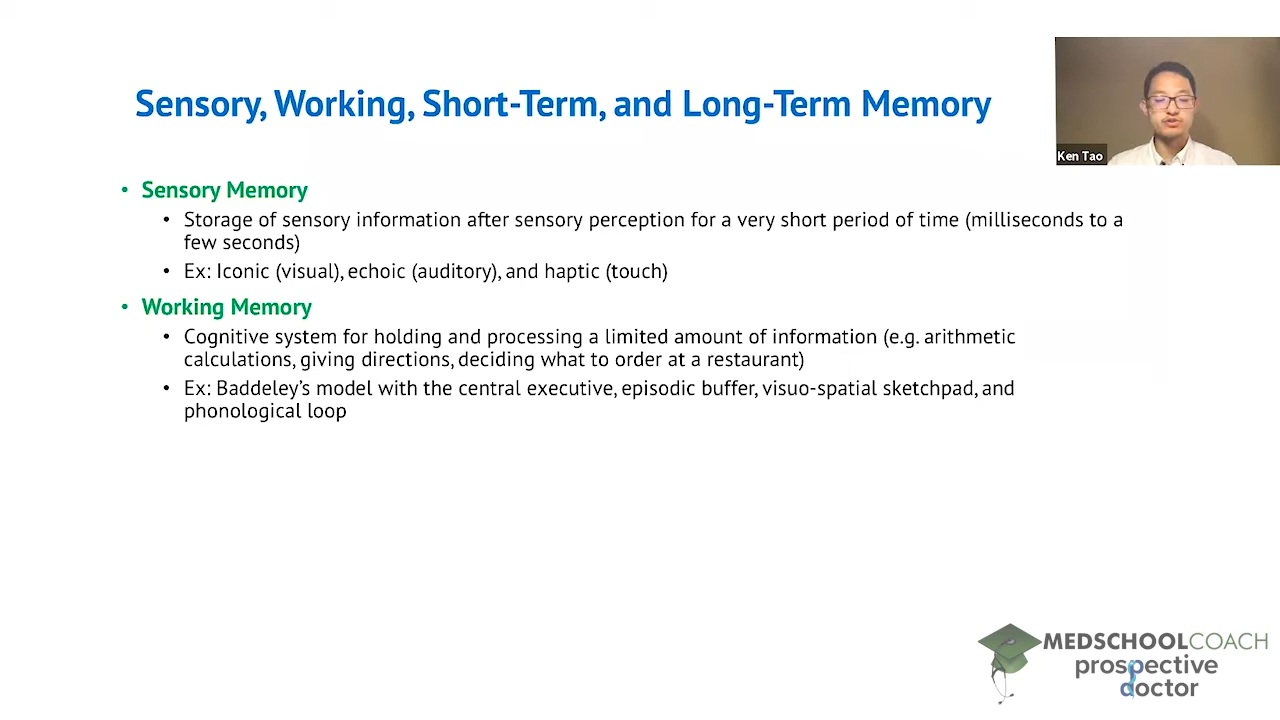 Sensory, Working, Short-Term, and Long-Term Memory
Ken Tao
• Sensory Memory
• Storage of sensory information after sensory perception for a very short period of time (milliseconds to a
few seconds)
• Ex: Iconic (visual), echoic (auditory), and haptic (touch)
• Working Memory
• Cognitive system for holding and processing a limited amount of information (e.g. arithmetic
calculations, giving directions, deciding what to order at a restaurant)
• Ex: Baddeley’s model with the central executive, episodic buffer, visuo-spatial sketchpad, and
phonological loop
MEDSCHOOLCOACH
prospective
doctor